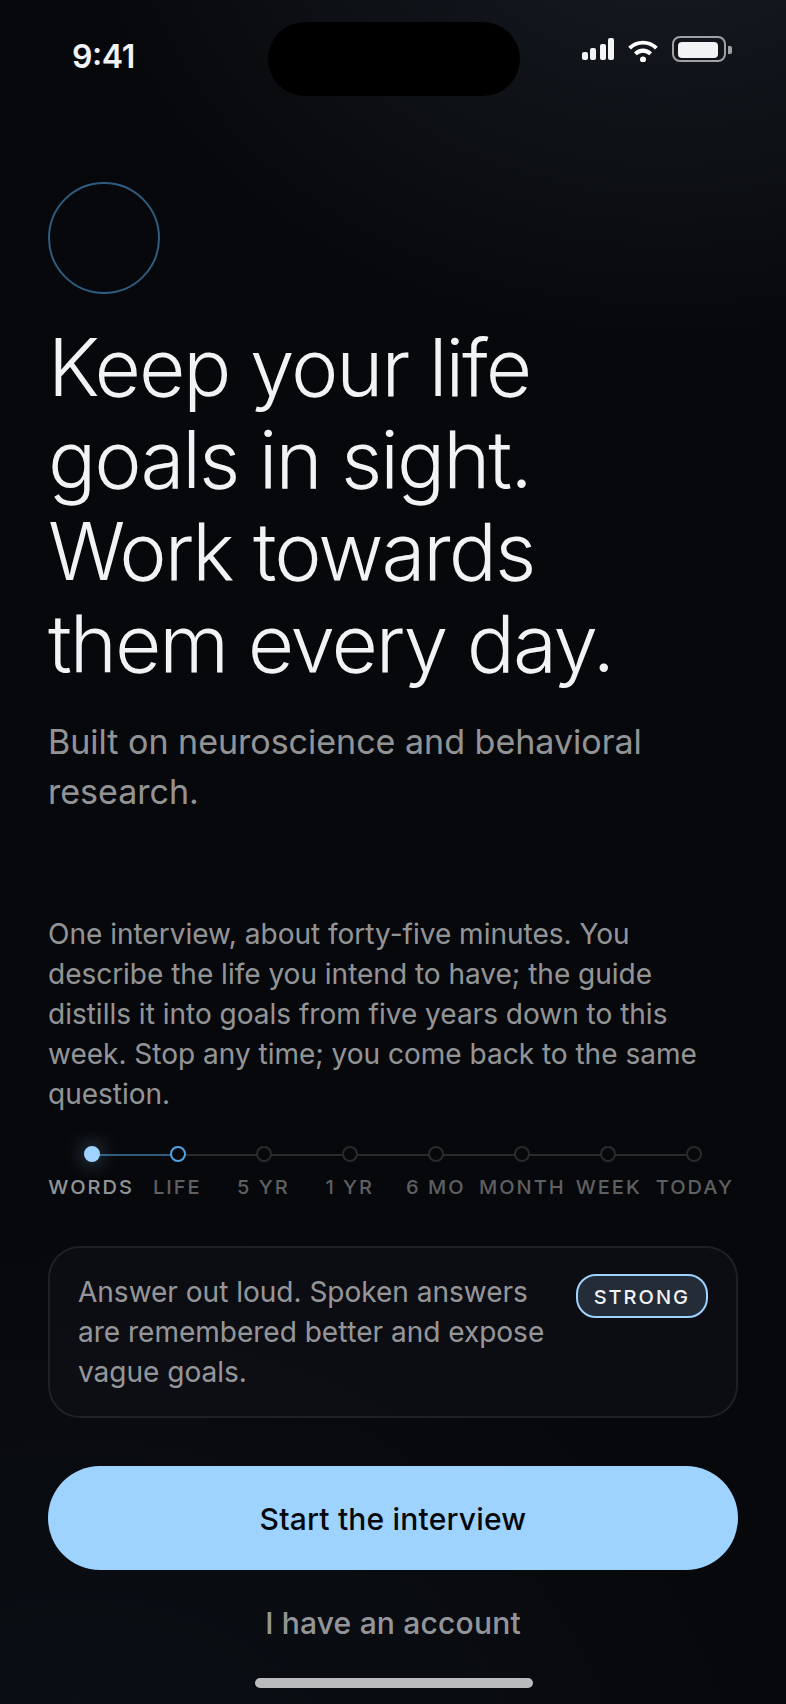 9:41
Keep your life
goals in sight.
Work towards
them every day.
Built on neuroscience and behavioral
research.
One interview, about forty-five minutes. You
describe the life you intend to have; the guide
distills it into goals from five years down to this
week. Stop any time; you come back to the same
question.
WORDS LIFE 5 YR 1 YR 6 MO MONTH WEEK TODAY
Answer out loud. Spoken answers
are remembered better and expose
vague goals.
STRONG
Start the interview
I have an account